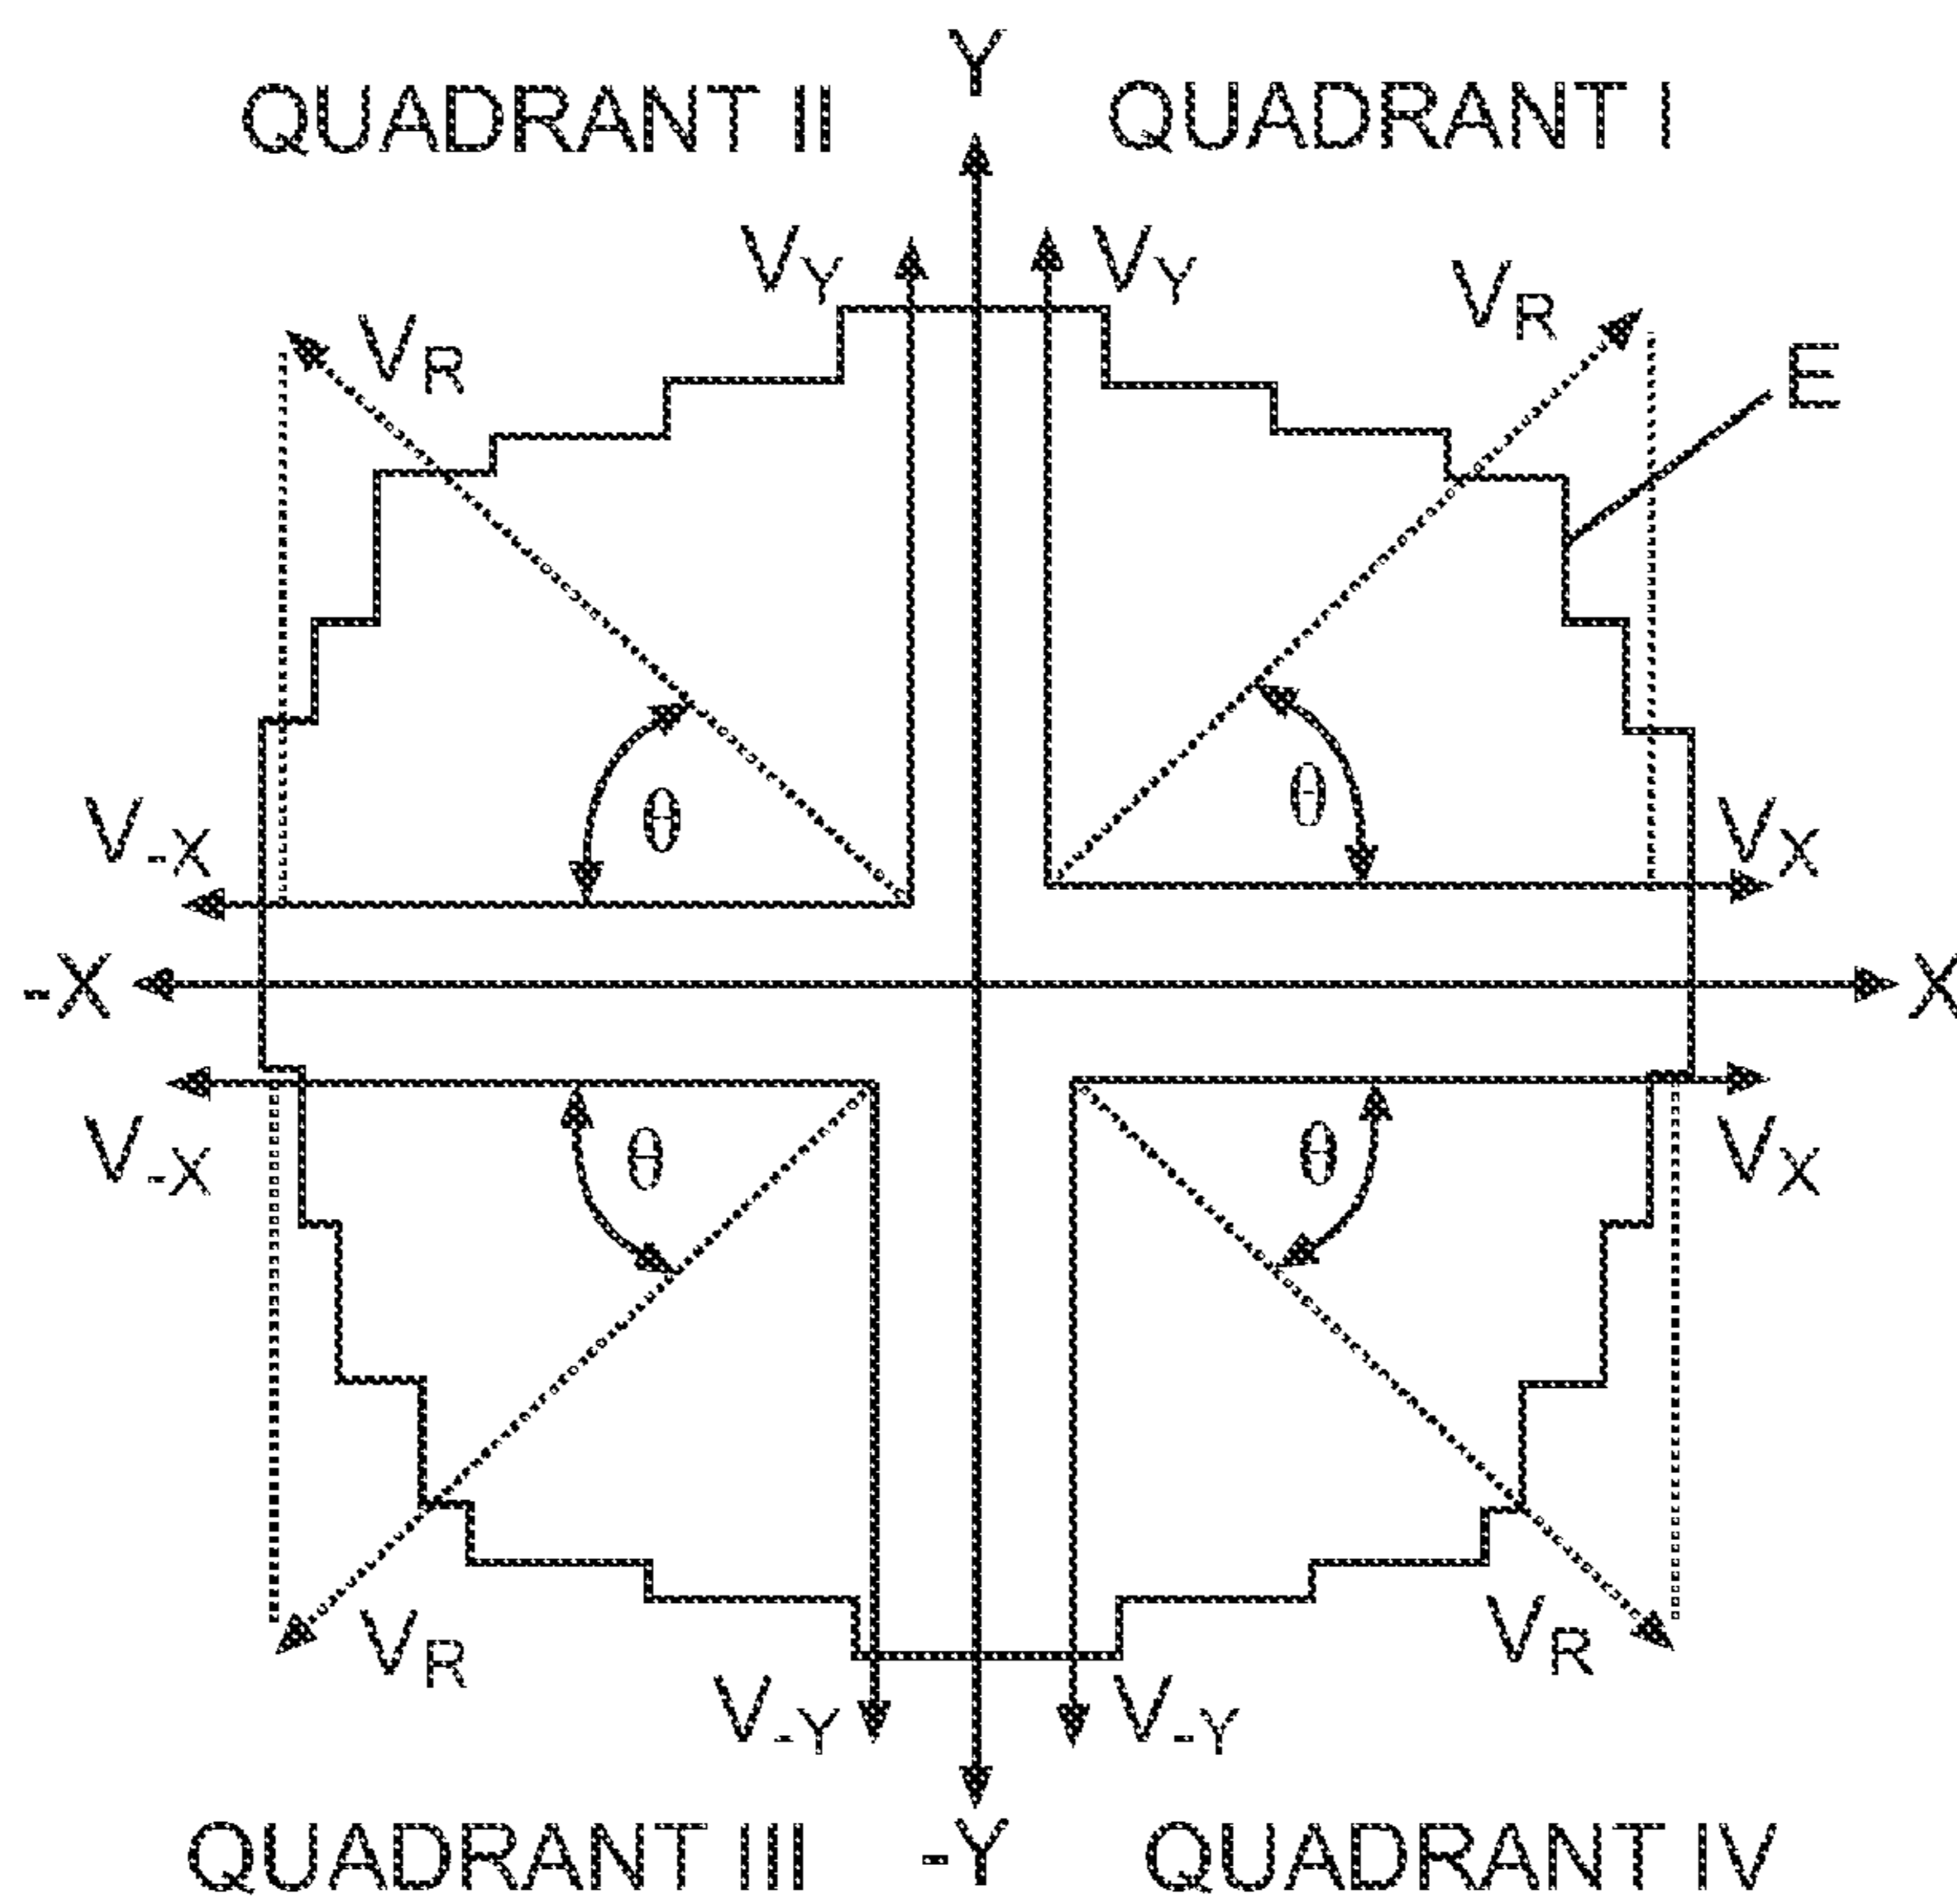 Y
QUADRANT II
QUADRANT I
VY
VY
VR
VR
E
θ
θ
V-X
VX
-X
X
V-X
VX
θ
θ
VR
VR
V-Y
V-Y
QUADRANT III
-Y
QUADRANT IV